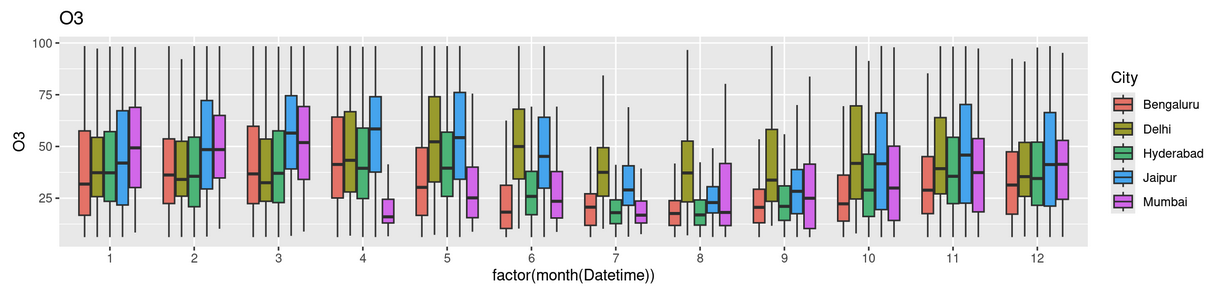 O3
100
75
50
25
O3
1 2 3 4 5 6 7 8 9 10 11 12
factor(month(Datetime))
City
Bengaluru
Delhi
Hyderabad
Jaipur
Mumbai